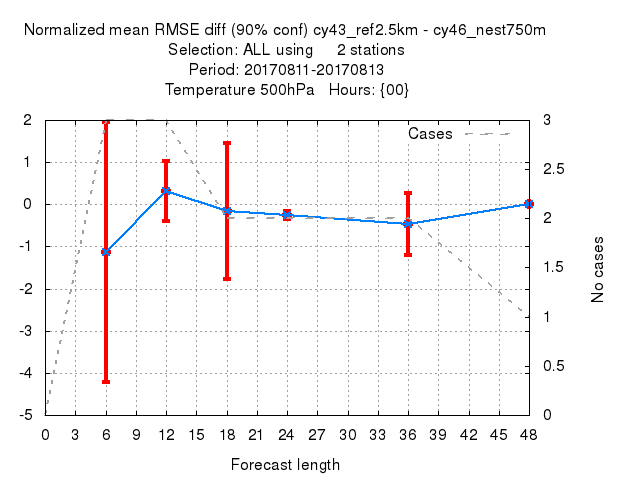 Normalized mean RMSE diff (90% conf) cy43_ref2.5km - cy46_nest750m
Selection: ALL using 2 stations
Period: 20170811-20170813
Temperature 500hPa Hours: {00}
Cases
2
1
0
-1
-2
-3
-4
-5
3
2.5
2
1.5
1
0.5
0
No cases
0 3 6 9 12 15 18 21 24 27 30 33 36 39 42 45 48
Forecast length